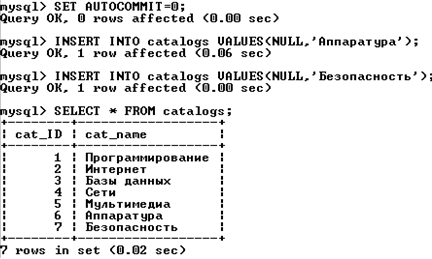 mysql> SET AUTOCOMMIT=0;
Query OK, 0 rows affected (0.00 sec)
mysql> INSERT INTO catalogs VALUES(NULL,'Аппаратура');
Query OK, 1 row affected (0.06 sec)
mysql> INSERT INTO catalogs VALUES(NULL,'Безопасность');
Query OK, 1 row affected (0.00 sec)
mysql> SELECT * FROM catalogs;
+--------+------------------+
| cat_ID | cat_name |
+--------+------------------+
| 1 | Программирование |
| 2 | Интернет |
| 3 | Базы данных |
| 4 | Сети |
| 5 | Мультимедиа |
| 6 | Аппаратура |
| 7 | Безопасность |
+--------+------------------+
7 rows in set (0.02 sec)